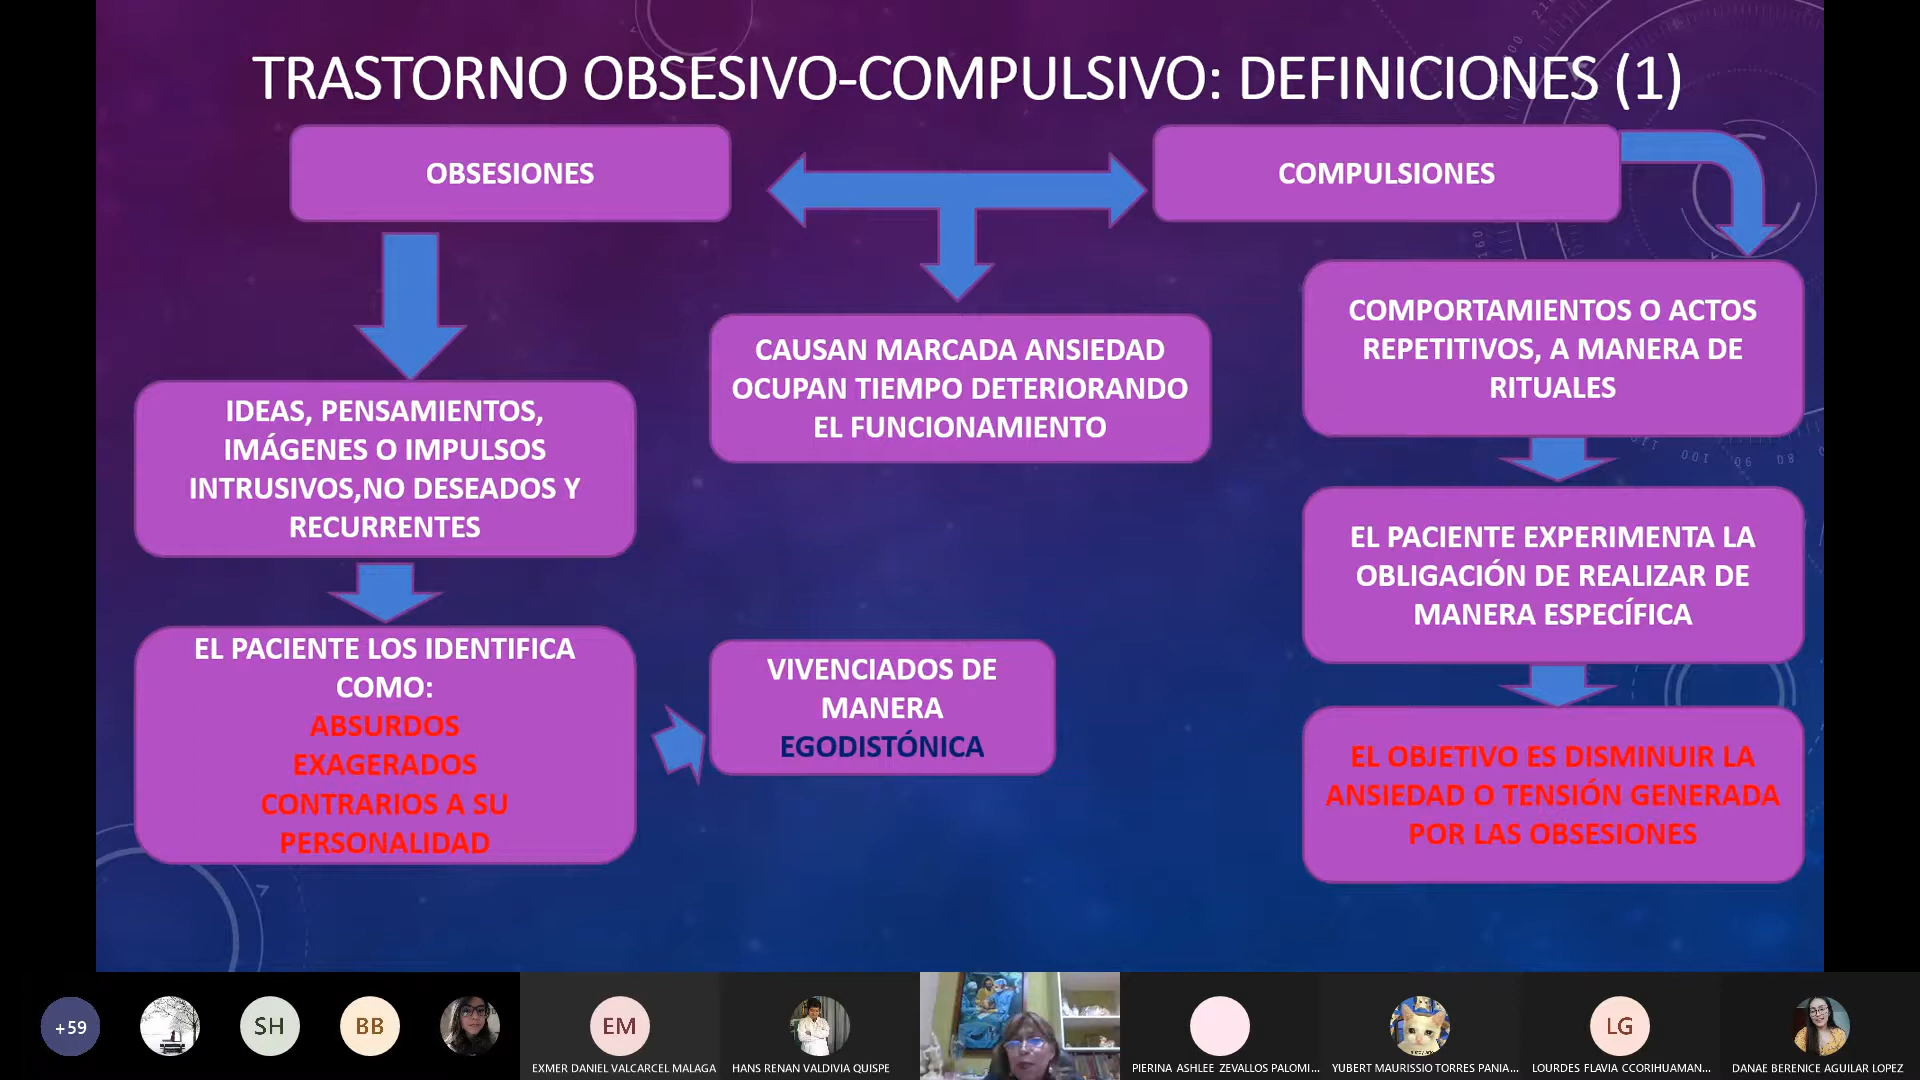 TRASTORNO OBSESIVO-COMPULSIVO: DEFINICIONES (1)
OBSESIONES
COMPULSIONES
IDEAS, PENSAMIENTOS,
IMÁGENES O IMPULSOS
INTRUSIVOS,NO DESEADOS Y
RECURRENTES
CAUSAN MARCADA ANSIEDAD
OCUPAN TIEMPO DETERIORANDO
EL FUNCIONAMIENTO
COMPORTAMIENTOS O ACTOS
REPETITIVOS, A MANERA DE
RITUALES
EL PACIENTE EXPERIMENTA LA
OBLIGACIÓN DE REALIZAR DE
MANERA ESPECÍFICA
EL PACIENTE LOS IDENTIFICA
COMO:
ABSURDOS
EXAGERADOS
CONTRARIOS A SU
PERSONALIDAD
VIVENCIADOS DE
MANERA
EGODISTÓNICA
EL OBJETIVO ES DISMINUIR LA
ANSIEDAD O TENSIÓN GENERADA
POR LAS OBSESIONES
+59
SH
BB
EM
LG
EXMER DANIEL VALCARCEL MALAGA
HANS RENAN VALDIVIA QUISPE
PIERINA ASHLEE ZEVALLOS PALOMI...
YUBERT MAURISSIO TORRES PANIA...
LOURDES FLAVIA CCORIHUAMAN...
DANAE BERENICE AGUILAR LOPEZ